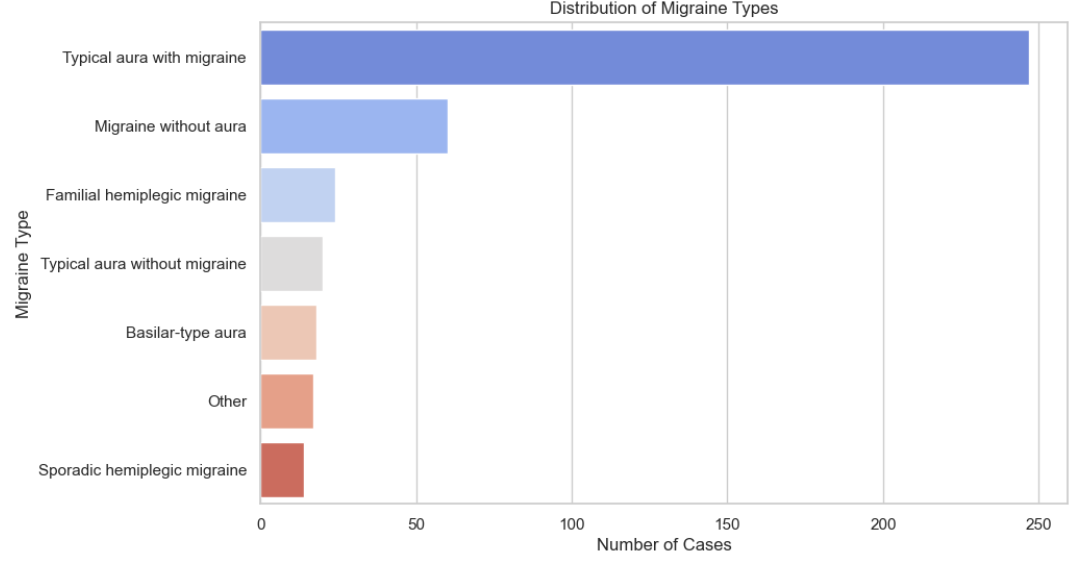 Distribution of Migraine Types
Typical aura with migraine
Migraine without aura
Familial hemiplegic migraine
Typical aura without migraine
Basilar-type aura
Other
Sporadic hemiplegic migraine
Migraine Type
0 50 100 150 200 250
Number of Cases